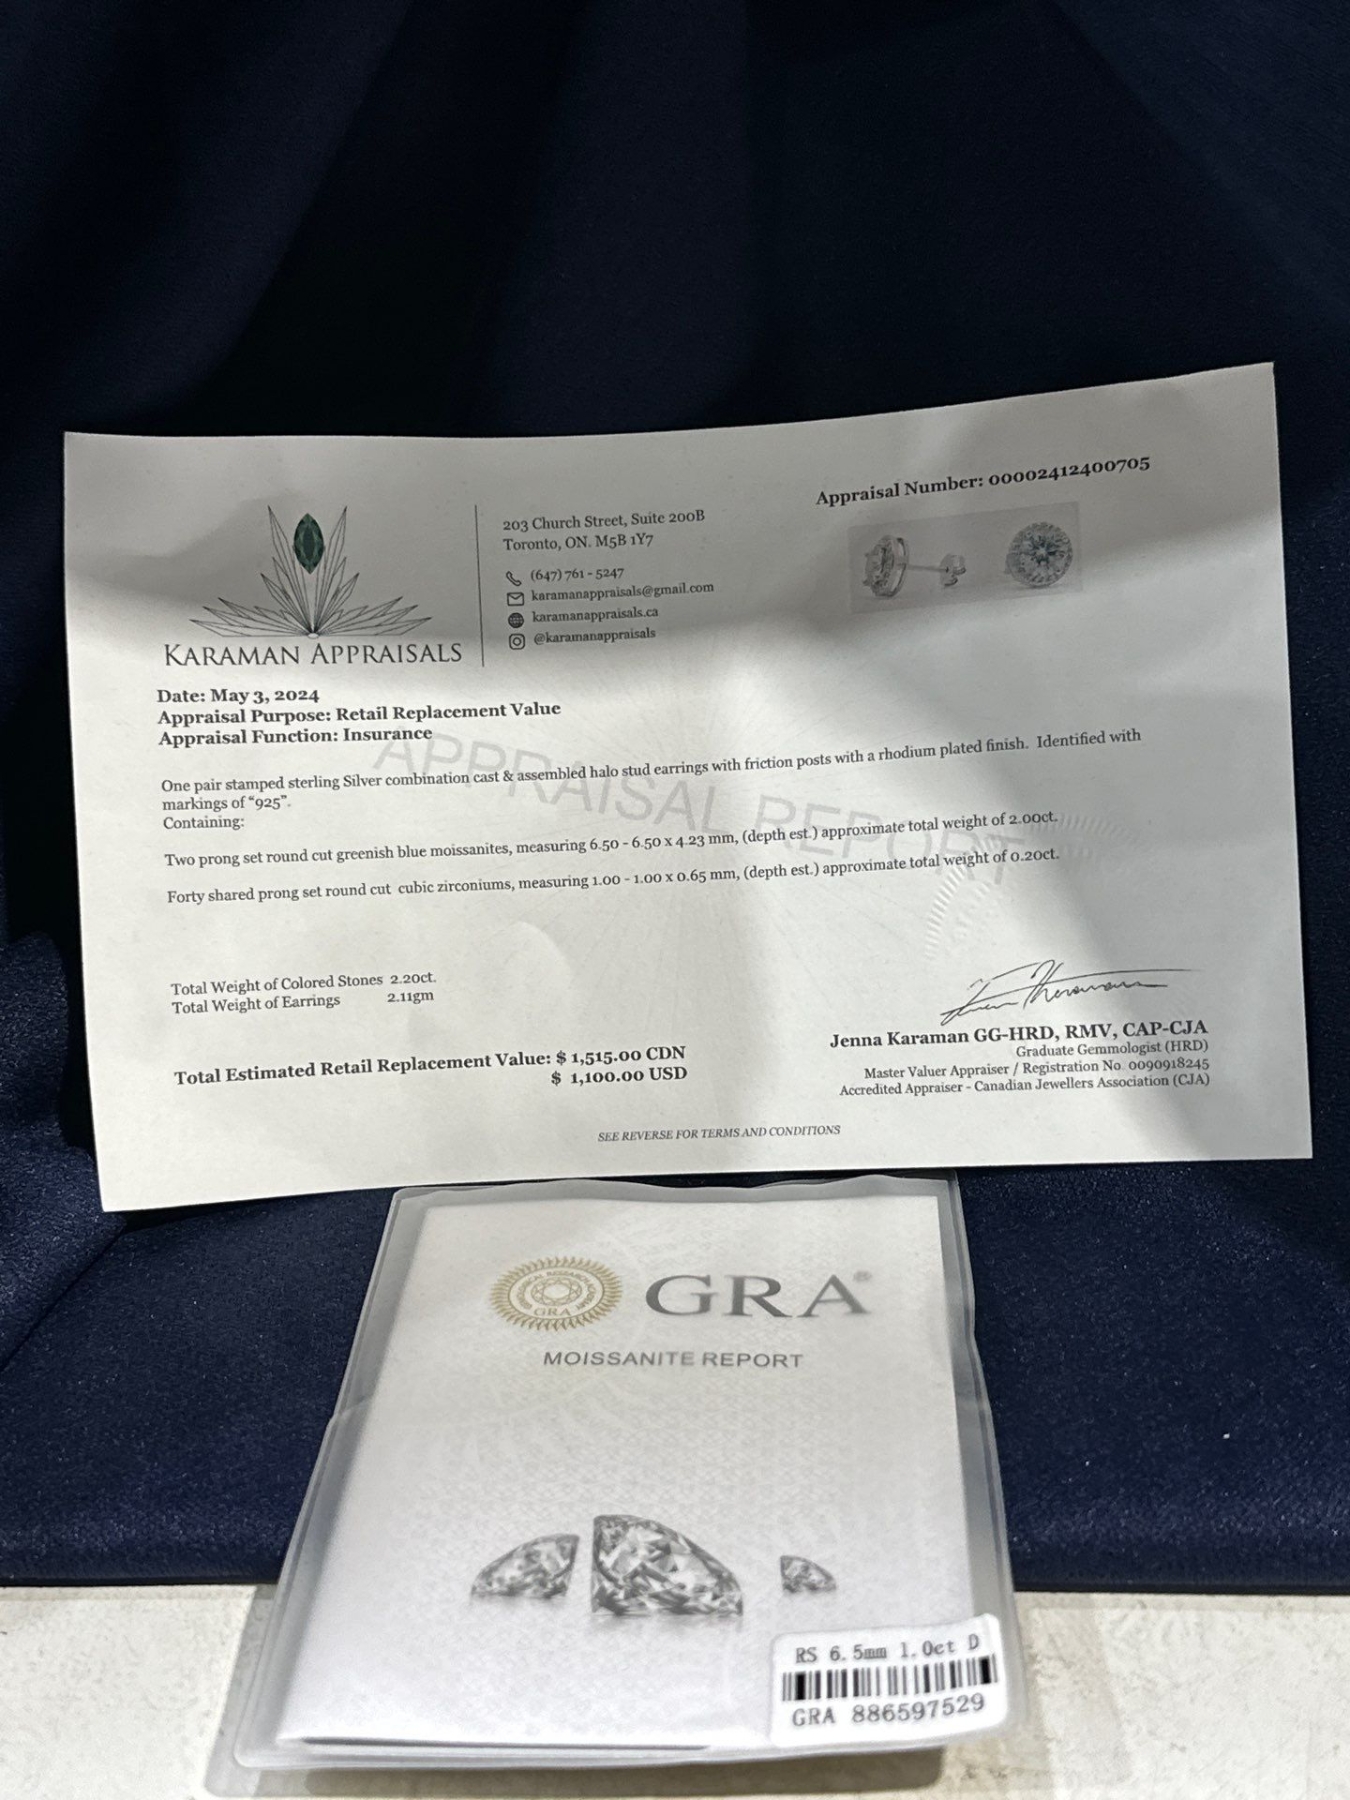 KARAMAN APPRAISALS
203 Church Street, Suite 200B
Toronto, ON. M5B 1Y7
(647) 761 - 5247
karamanappraisals@gmail.com
karamanappraisals.ca
@karamanappraisals
Appraisal Number: 00002412400705
Date: May 3, 2024
Appraisal Purpose: Retail Replacement Value
Appraisal Function: Insurance
APPRAISAL REPORT
One pair stamped sterling Silver combination cast & assembled halo stud earrings with friction posts with a rhodium plated finish. Identified with
markings of “925”.
Containing:
Two prong set round cut greenish blue moissanites, measuring 6.50 - 6.50 x 4.23 mm, (depth est.) approximate total weight of 2.00ct.
Forty shared prong set round cut cubic zirconiums, measuring 1.00 - 1.00 x 0.65 mm, (depth est.) approximate total weight of 0.20ct.
Total Weight of Colored Stones 2.20ct.
Total Weight of Earrings 2.11gm
Total Estimated Retail Replacement Value: $ 1,515.00 CDN
$ 1,100.00 USD
Jenna Karaman GG-HRD, RMV, CAP-CJA
Graduate Gemmologist (HRD)
Master Valuer Appraiser / Registration No. 0090918245
Accredited Appraiser - Canadian Jewellers Association (CJA)
SEE REVERSE FOR TERMS AND CONDITIONS
GRA
GRA®
MOISSANITE REPORT
RS 6.5mm 1.0ct D
GRA 886597529